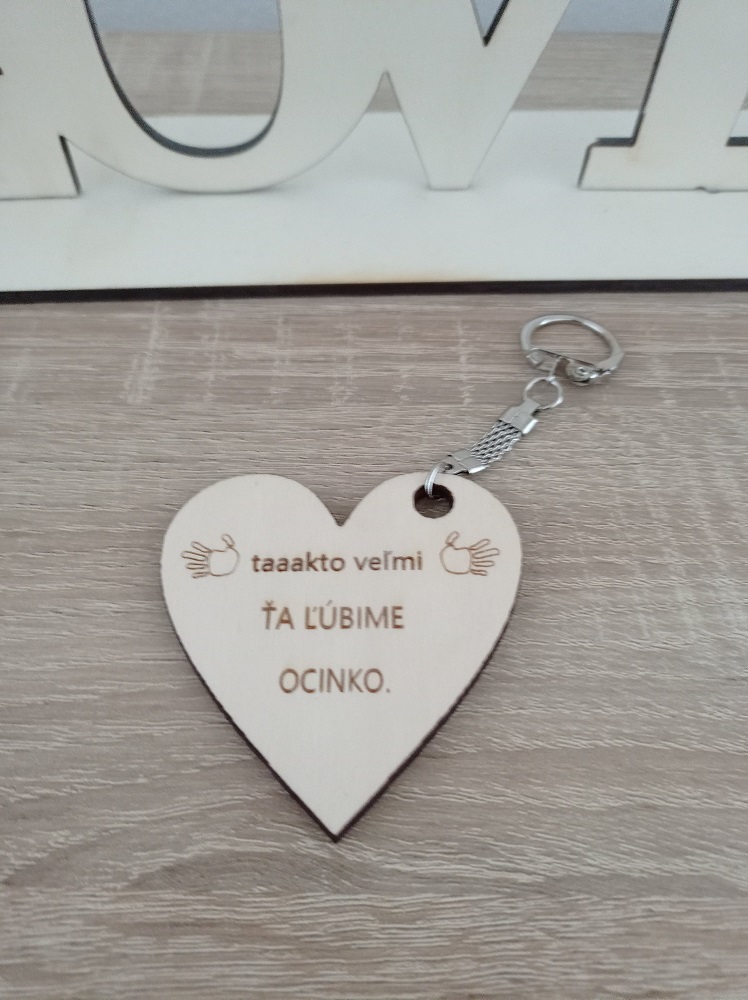 taaakto veľmi
ŤA ĽÚBIME
OCINKO.